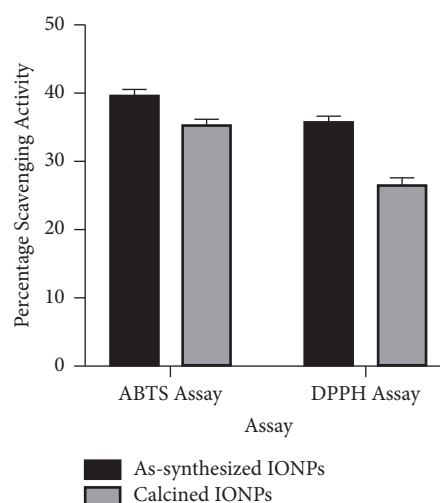 50
40
30
20
10
0
Percentage Scavenging Activity
ABTS Assay
DPPH Assay
Assay
As-synthesized IONPs
Calcined IONPs